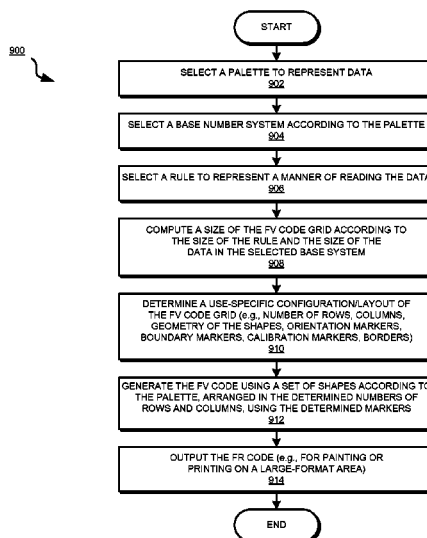 START
900
SELECT A PALETTE TO REPRESENT DATA
902
SELECT A BASE NUMBER SYSTEM ACCORDING TO THE PALETTE
904
SELECT A RULE TO REPRESENT A MANNER OF READING THE DATA
906
COMPUTE A SIZE OF THE FV CODE GRID ACCORDING TO
THE SIZE OF THE RULE AND THE SIZE OF THE
DATA IN THE SELECTED BASE SYSTEM
908
DETERMINE A USE-SPECIFIC CONFIGURATION/LAYOUT OF
THE FV CODE GRID (E.G., NUMBER OF ROWS, COLUMNS,
GEOMETRY OF THE SHAPES, ORIENTATION MARKERS,
BOUNDARY MARKERS, CALIBRATION MARKERS, BORDERS)
910
GENERATE THE FV CODE USING A SET OF SHAPES ACCORDING TO
THE PALETTE, ARRANGED IN THE DETERMINED NUMBERS OF
ROWS AND COLUMNS, USING THE DETERMINED MARKERS
912
OUTPUT THE FR CODE (E.G., FOR PAINTING OR
PRINTING ON A LARGE-FORMAT AREA)
914
END